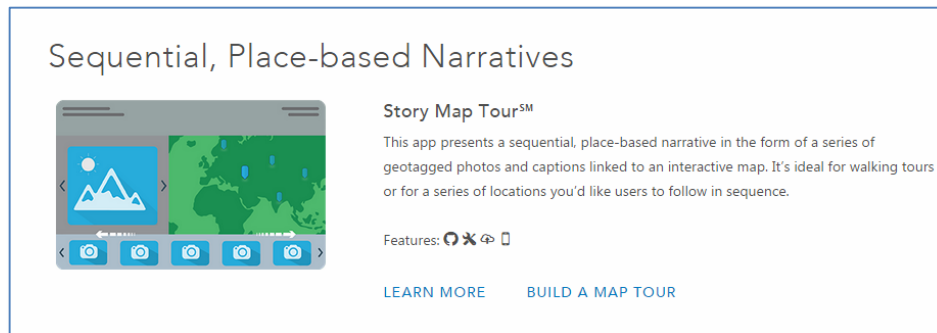 Sequential, Place-based Narratives
Story Map Tour℠
This app presents a sequential, place-based narrative in the form of a series of
geotagged photos and captions linked to an interactive map. It's ideal for walking tours
or for a series of locations you'd like users to follow in sequence.
Features:
LEARN MORE BUILD A MAP TOUR